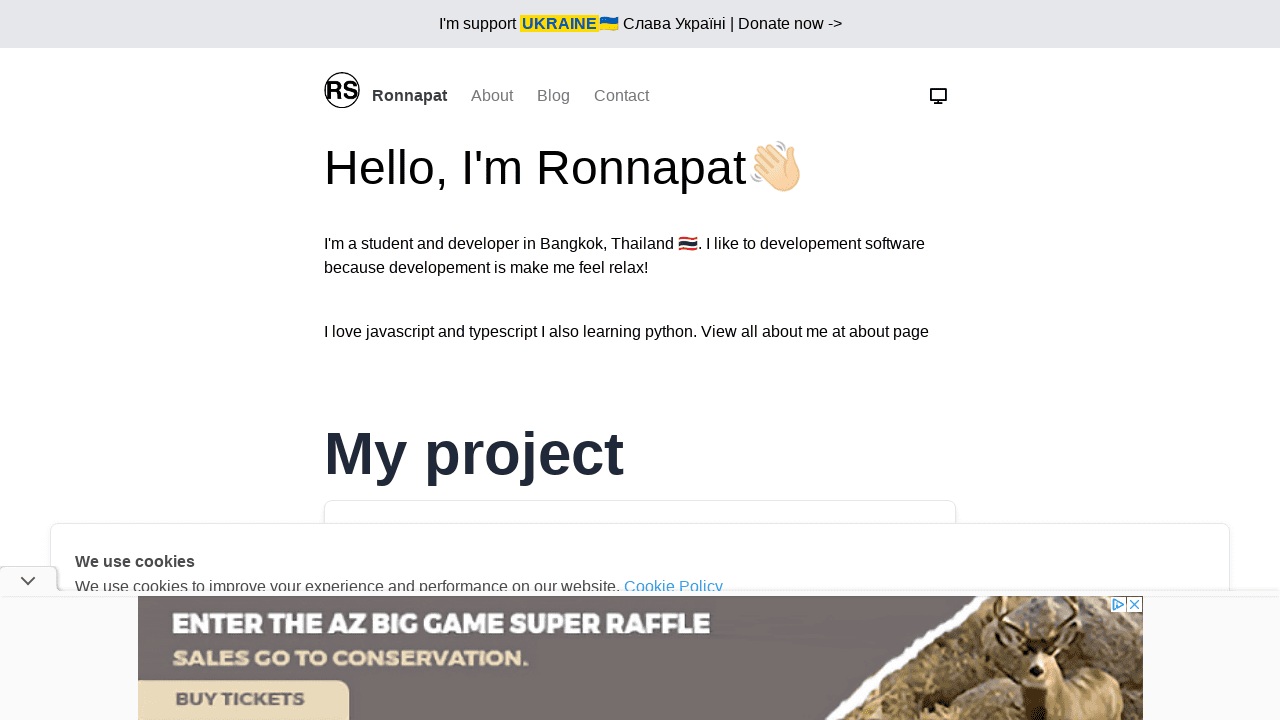 I'm support UKRAINE🇺🇦 Слава Україні | Donate now ->
RS Ronnapat About Blog Contact
Hello, I'm Ronnapat👋🏻
I'm a student and developer in Bangkok, Thailand 🇹🇭. I like to developement software
because developement is make me feel relax!
I love javascript and typescript I also learning python. View all about me at about page
My project
We use cookies
We use cookies to improve your experience and performance on our website. Cookie Policy
ENTER THE AZ BIG GAME SUPER RAFFLE
SALES GO TO CONSERVATION.
BUY TICKETS